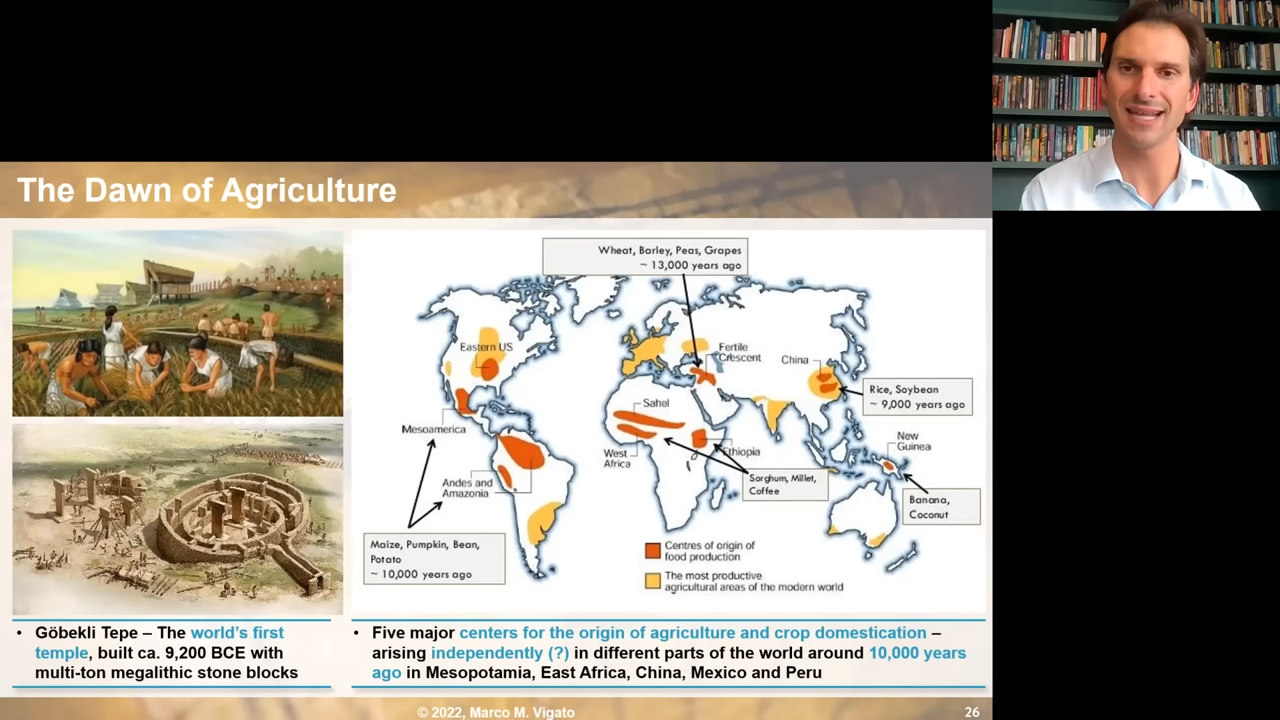 The Dawn of Agriculture
Wheat, Barley, Peas, Grapes
~ 13,000 years ago
Eastern US
Fertile
Crescent
China
Rice, Soybean
~ 9,000 years ago
Sahel
Mesoamerica
New
Guinea
West
Africa
Ethiopia
Andes and
Amazonia
Sorghum, Millet,
Coffee
Banana,
Coconut
Maize, Pumpkin, Bean,
Potato
~ 10,000 years ago
Centres of origin of
food production
The most productive
agricultural areas of the modern world
• Göbekli Tepe – The world's first
temple, built ca. 9,200 BCE with
multi-ton megalithic stone blocks
• Five major centers for the origin of agriculture and crop domestication –
arising independently (?) in different parts of the world around 10,000 years
ago in Mesopotamia, East Africa, China, Mexico and Peru
© 2022, Marco M. Vigato
26